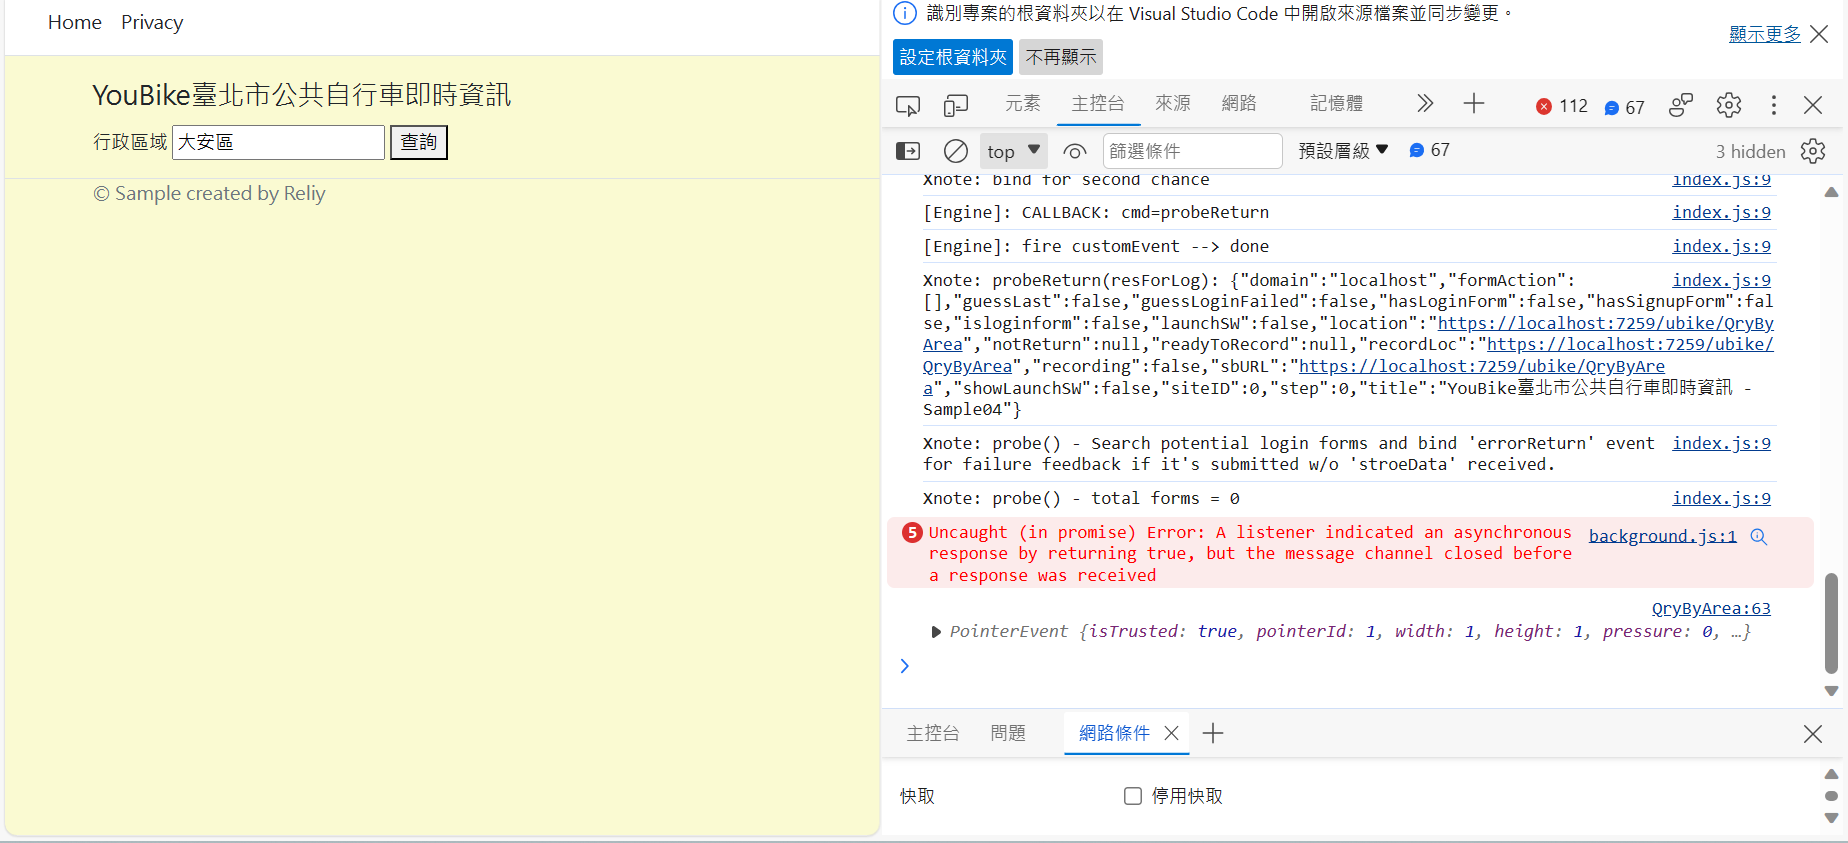 Home Privacy
YouBike臺北市公共自行車即時資訊
行政區域 大安區 查詢
© Sample created by Reliy
識別專案的根資料夾以在 Visual Studio Code 中開啟來源檔案並同步變更。
顯示更多
設定根資料夾 不再顯示
元素 主控台 來源 網路 記憶體 112 67
top 篩選條件 預設層級 67 3 hidden
Xnote: bind for second chance index.js:9
[Engine]: CALLBACK: cmd=probeReturn index.js:9
[Engine]: fire customEvent --> done index.js:9
Xnote: probeReturn(resForLog): {"domain":"localhost","formAction": index.js:9
[],"guessLast":false,"guessLoginFailed":false,"hasLoginForm":false,"hasSignupForm":fal
se,"isloginform":false,"launchSW":false,"location":"https://localhost:7259/ubike/QryBy
Area","notReturn":null,"readyToRecord":null,"recordLoc":"https://localhost:7259/ubike/
QryByArea","recording":false,"sbURL":"https://localhost:7259/ubike/QryByAre
a","showLaunchSW":false,"siteID":0,"step":0,"title":"YouBike臺北市公共自行車即時資訊 -
Sample04"}
Xnote: probe() - Search potential login forms and bind 'errorReturn' event index.js:9
for failure feedback if it's submitted w/o 'stroeData' received.
Xnote: probe() - total forms = 0 index.js:9
5 Uncaught (in promise) Error: A listener indicated an asynchronous background.js:1
response by returning true, but the message channel closed before
a response was received
QryByArea:63
PointerEvent {isTrusted: true, pointerId: 1, width: 1, height: 1, pressure: 0, …}
主控台 問題 網路條件
快取 停用快取